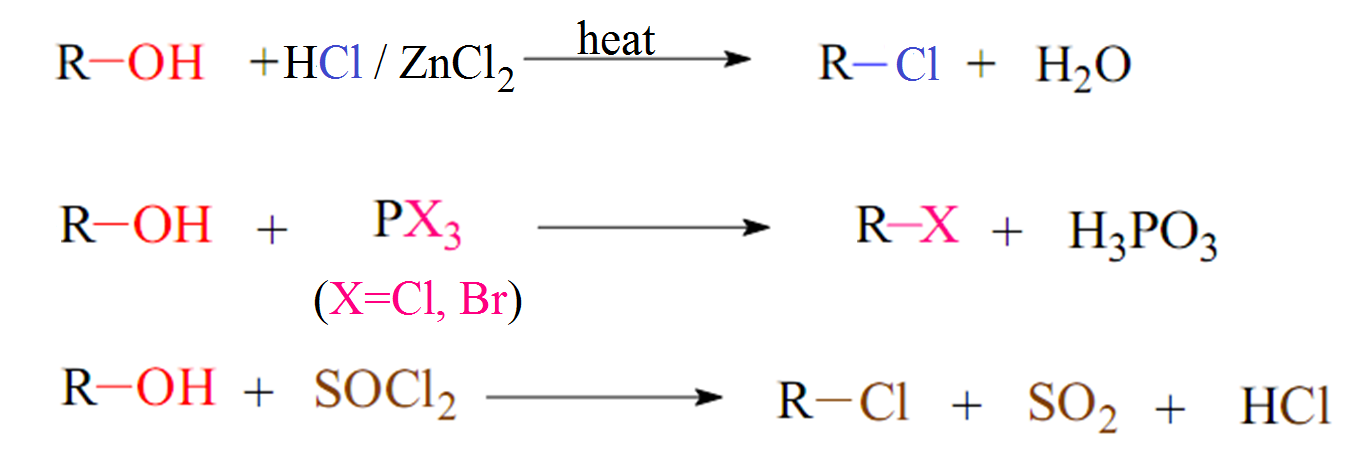 R−OH +HCl / ZnCl₂ heat R−Cl + H₂O
R−OH + PX₃ R−X + H₃PO₃
(X=Cl, Br)
R−OH + SOCl₂ R−Cl + SO₂ + HCl